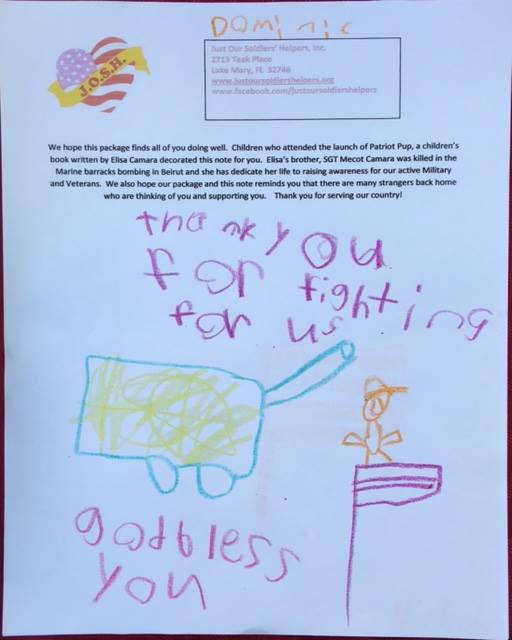 DOMINIC
J.O.S.H.
Just Our Soldiers' Helpers, Inc.
2713 Teak Place
Lake Mary, FL 32746
www.justoursoldiershelpers.org
www.facebook.com/justoursoldiershelpers
We hope this package finds all of you doing well. Children who attended the launch of Patriot Pup, a children's
book written by Elisa Camara decorated this note for you. Elisa's brother, SGT Mecot Camara was killed in the
Marine barracks bombing in Beirut and she has dedicate her life to raising awareness for our active Military
and Veterans. We also hope our package and this note reminds you that there are many strangers back home
who are thinking of you and supporting you. Thank you for serving our country!
thank you
for fighting
for us
god bless
you